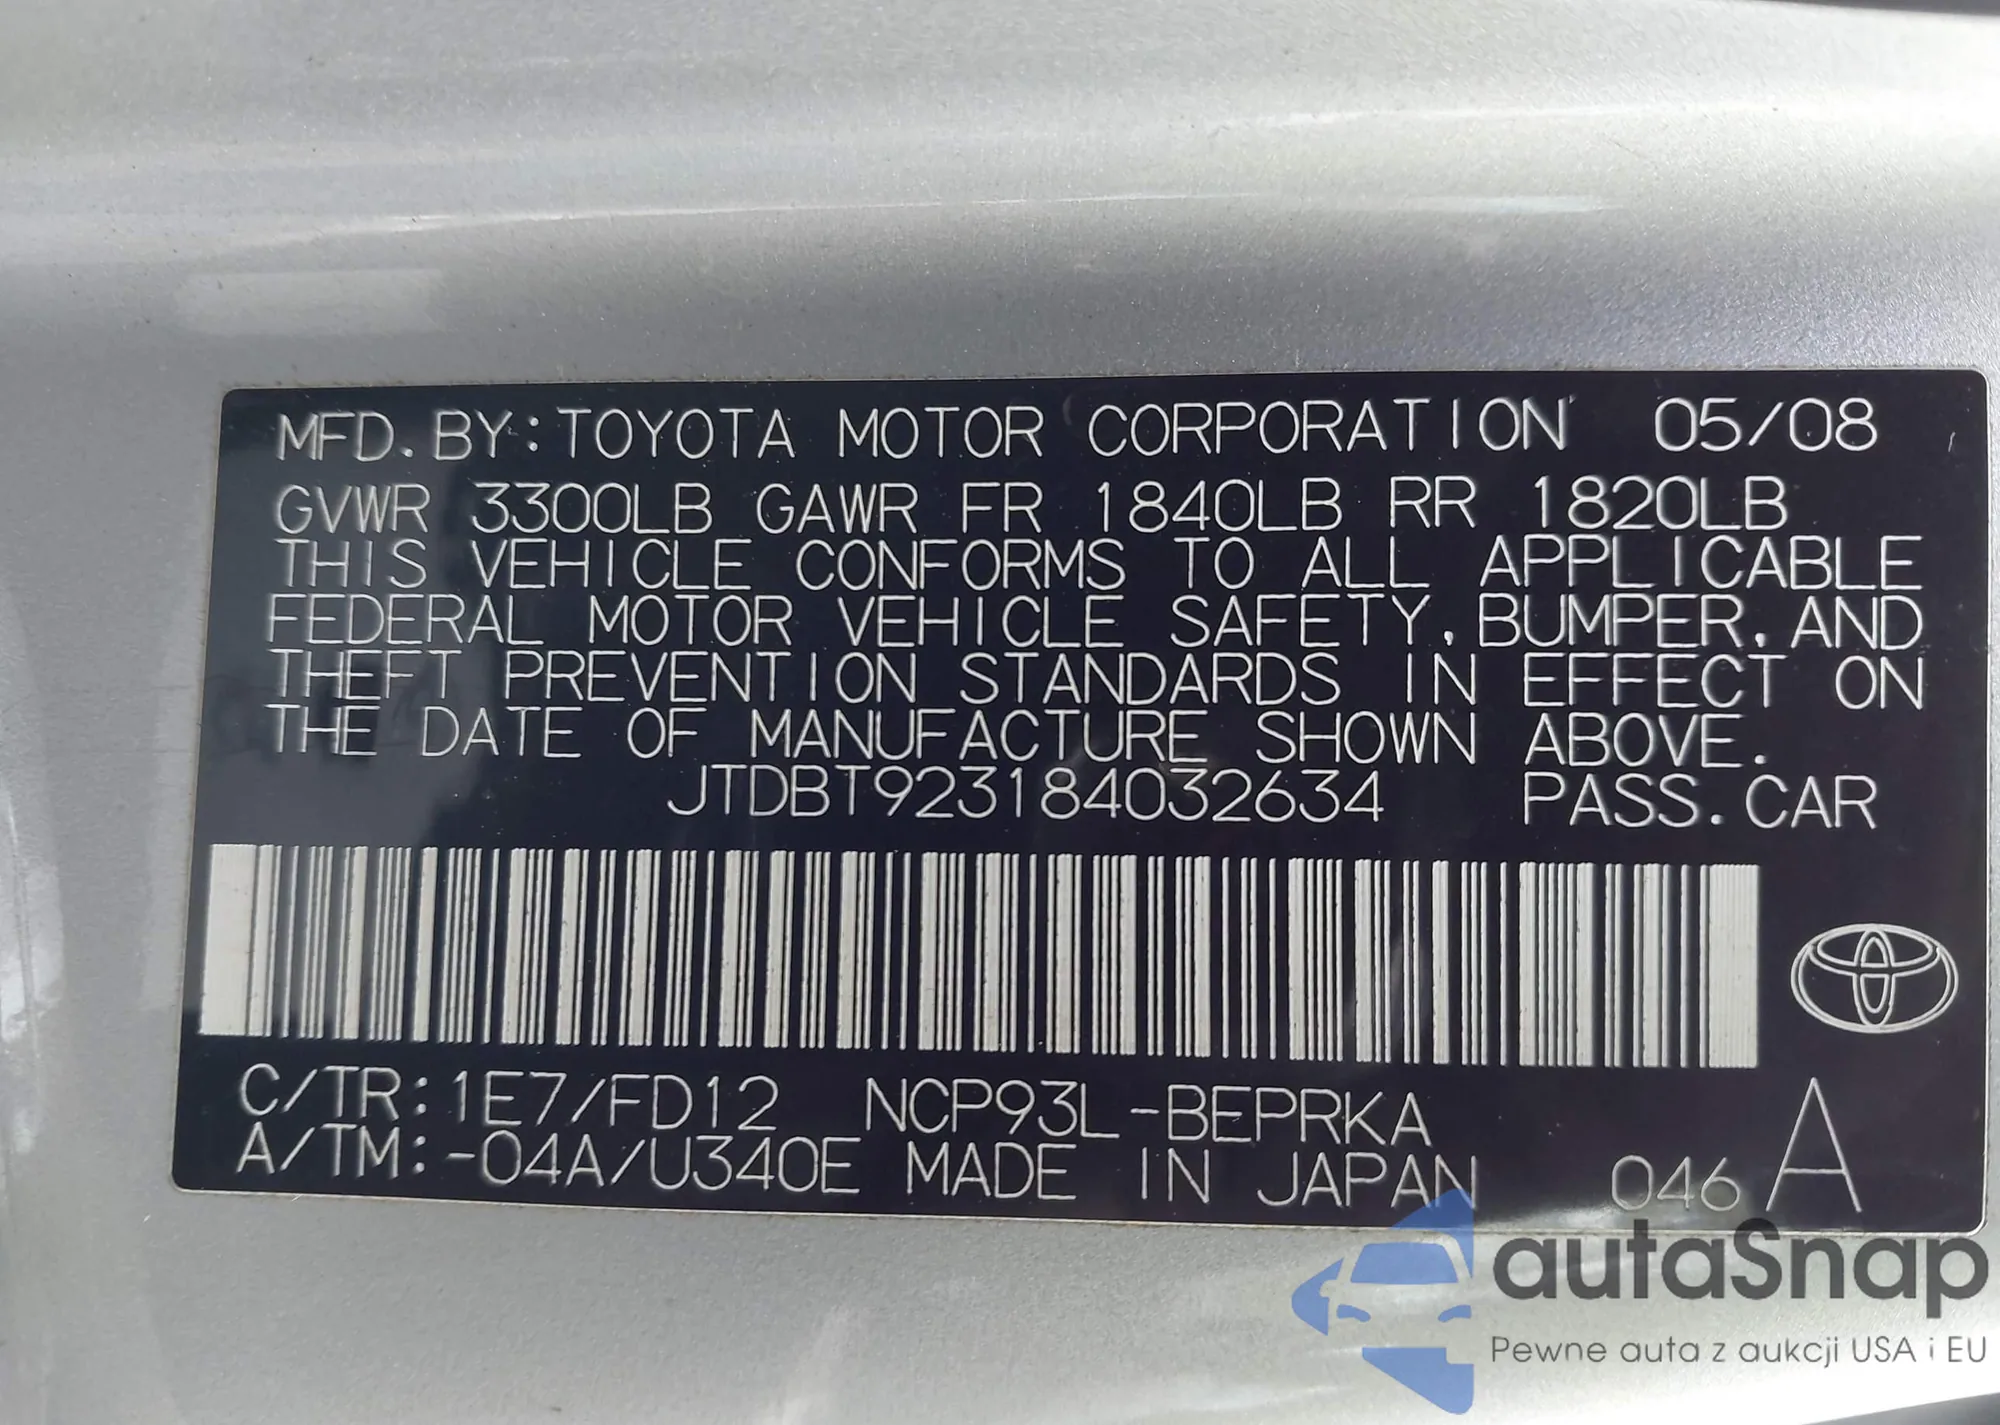 MFD. BY: TOYOTA MOTOR CORPORATION 05/08
GVWR 3300LB GAWR FR 1840LB RR 1820LB
THIS VEHICLE CONFORMS TO ALL APPLICABLE
FEDERAL MOTOR VEHICLE SAFETY, BUMPER, AND
THEFT PREVENTION STANDARDS IN EFFECT ON
THE DATE OF MANUFACTURE SHOWN ABOVE.
JTDBT923184032634 PASS. CAR
C/TR: 1E7/FD12 NCP93L-BEPRKA
A/TM: -04A/U340E MADE IN JAPAN 046 A
autaSnap
Pewne auta z aukcji USA i EU